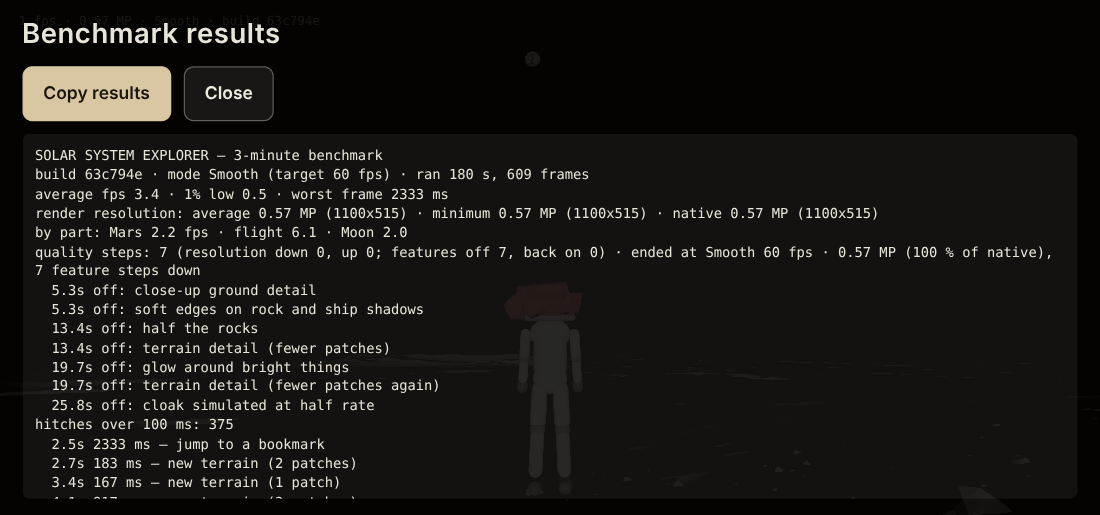 1 fps · 0.57 MP · Smooth · build 63c794e
Benchmark results
Copy results
Close
SOLAR SYSTEM EXPLORER — 3-minute benchmark
build 63c794e · mode Smooth (target 60 fps) · ran 180 s, 609 frames
average fps 3.4 · 1% low 0.5 · worst frame 2333 ms
render resolution: average 0.57 MP (1100x515) · minimum 0.57 MP (1100x515) · native 0.57 MP (1100x515)
by part: Mars 2.2 fps · flight 6.1 · Moon 2.0
quality steps: 7 (resolution down 0, up 0; features off 7, back on 0) · ended at Smooth 60 fps · 0.57 MP (100 % of native),
7 feature steps down
5.3s off: close-up ground detail
5.3s off: soft edges on rock and ship shadows
13.4s off: half the rocks
13.4s off: terrain detail (fewer patches)
19.7s off: glow around bright things
19.7s off: terrain detail (fewer patches again)
25.8s off: cloak simulated at half rate
hitches over 100 ms: 375
2.5s 2333 ms — jump to a bookmark
2.7s 183 ms — new terrain (2 patches)
3.4s 167 ms — new terrain (1 patch)